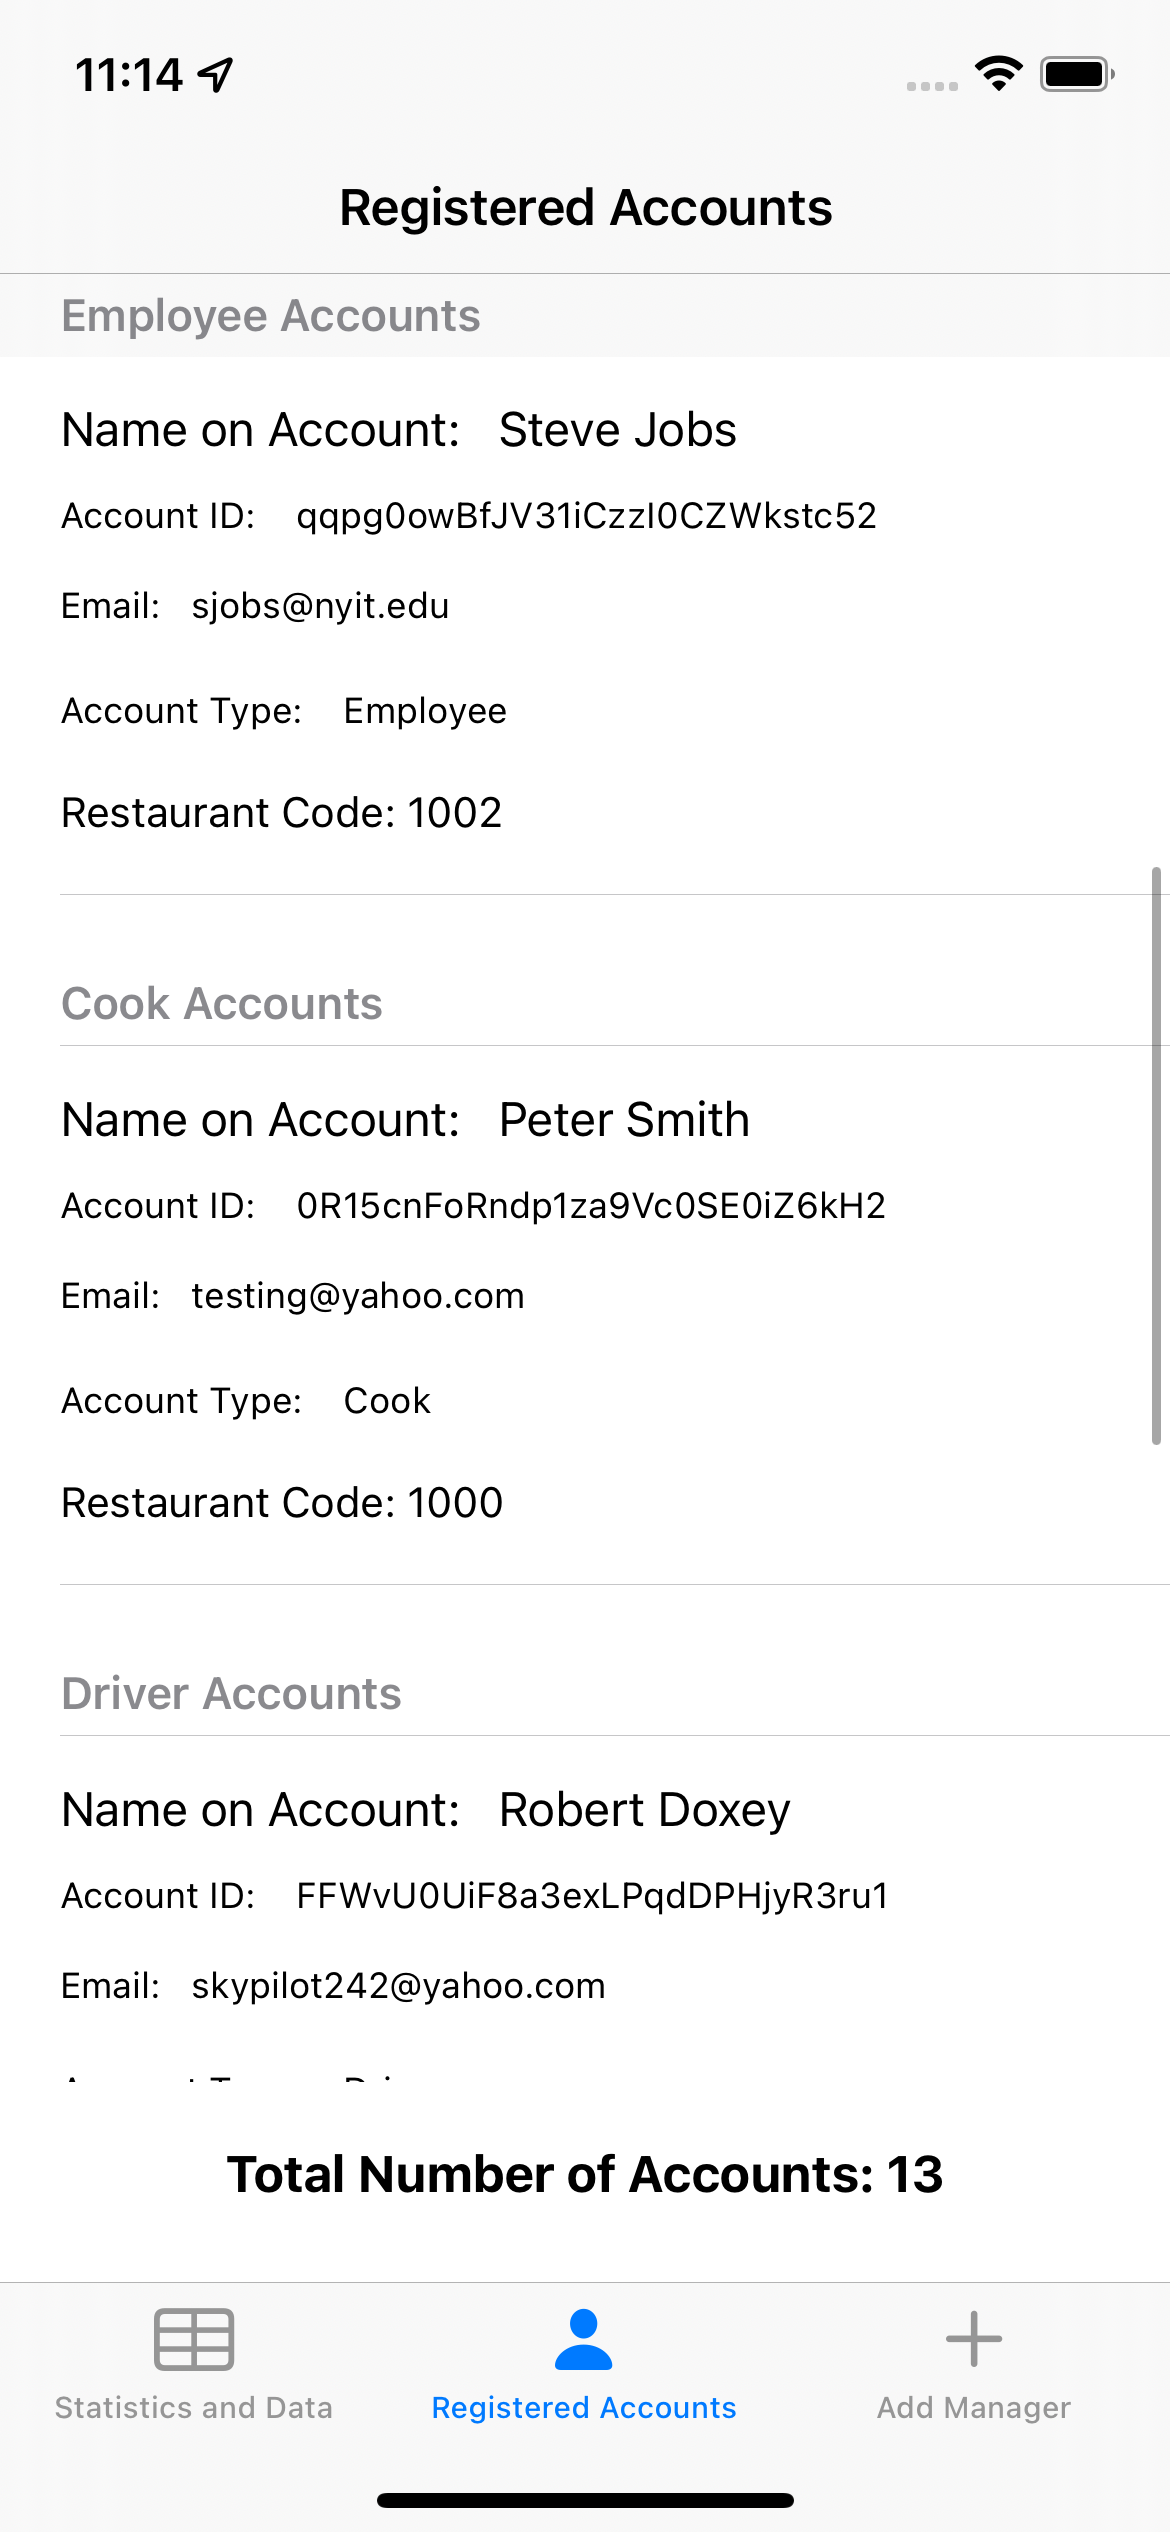 11:14
Registered Accounts
Employee Accounts
Name on Account: Steve Jobs
Account ID: qqpg0owBfJV31iCzzI0CZWkstc52
Email: sjobs@nyit.edu
Account Type: Employee
Restaurant Code: 1002
Cook Accounts
Name on Account: Peter Smith
Account ID: 0R15cnFoRndp1za9Vc0SE0iZ6kH2
Email: testing@yahoo.com
Account Type: Cook
Restaurant Code: 1000
Driver Accounts
Name on Account: Robert Doxey
Account ID: FFWvU0UiF8a3exLPqdDPHjyR3ru1
Email: skypilot242@yahoo.com
Total Number of Accounts: 13
Statistics and Data
Registered Accounts
Add Manager